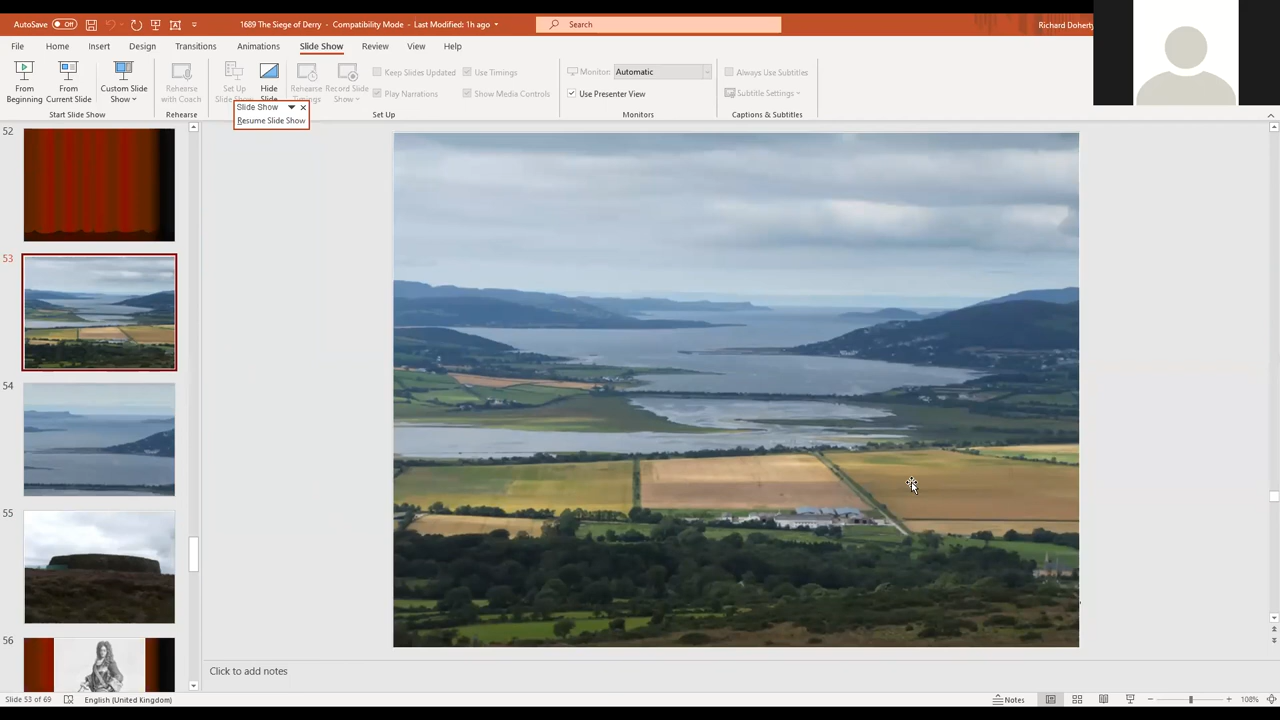 AutoSave Off 1689 The Siege of Derry - Compatibility Mode - Last Modified: 1h ago Search Richard Doherty
File Home Insert Design Transitions Animations Slide Show Review View Help
From Beginning
From Current Slide
Custom Slide Show
Start Slide Show
Rehearse with Coach
Rehearse
Set Up Slide Show
Hide Slide
Rehearse Timings
Record Slide Show
Keep Slides Updated
Play Narrations
Use Timings
Show Media Controls
Set Up
Monitor: Automatic
Use Presenter View
Monitors
Always Use Subtitles
Subtitle Settings
Captions & Subtitles
Slide Show
Resume Slide Show
52
53
54
55
56
Click to add notes
Slide 53 of 69 English (United Kingdom) Notes 108%